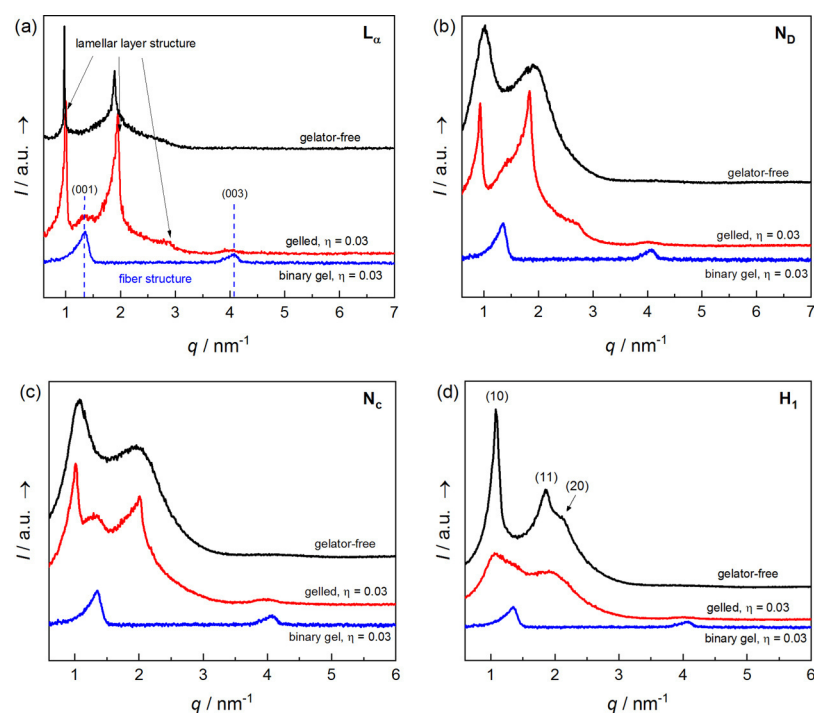 (a)
L_α
lamellar layer structure
gelator-free
(001)
(003)
gelled, η = 0.03
fiber structure
binary gel, η = 0.03
I / a.u. →
1 2 3 4 5 6 7
q / nm⁻¹
(b)
N_D
gelator-free
gelled, η = 0.03
binary gel, η = 0.03
I / a.u. →
1 2 3 4 5 6 7
q / nm⁻¹
(c)
N_c
gelator-free
gelled, η = 0.03
binary gel, η = 0.03
I / a.u. →
1 2 3 4 5 6
q / nm⁻¹
(d)
H₁
(10)
(11)
(20)
gelator-free
gelled, η = 0.03
binary gel, η = 0.03
I / a.u. →
1 2 3 4 5 6
q / nm⁻¹